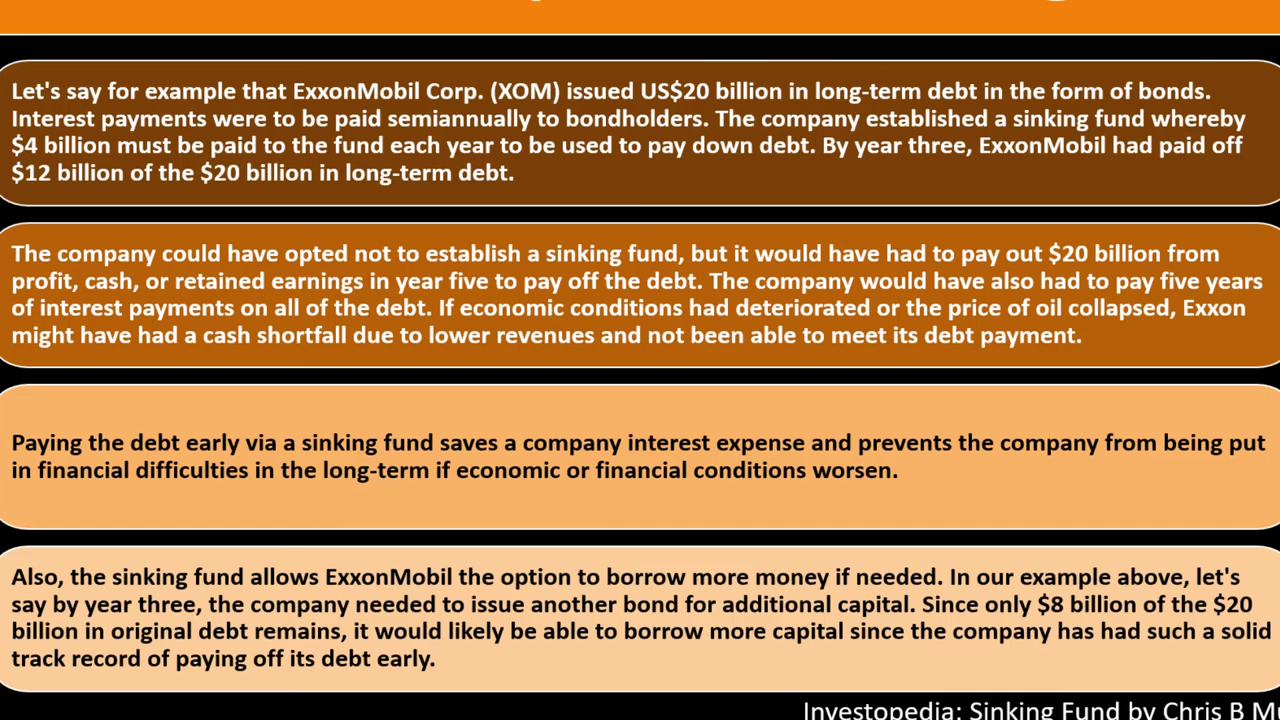 Let's say for example that ExxonMobil Corp. (XOM) issued US$20 billion in long-term debt in the form of bonds.
Interest payments were to be paid semiannually to bondholders. The company established a sinking fund whereby
$4 billion must be paid to the fund each year to be used to pay down debt. By year three, ExxonMobil had paid off
$12 billion of the $20 billion in long-term debt.
The company could have opted not to establish a sinking fund, but it would have had to pay out $20 billion from
profit, cash, or retained earnings in year five to pay off the debt. The company would have also had to pay five years
of interest payments on all of the debt. If economic conditions had deteriorated or the price of oil collapsed, Exxon
might have had a cash shortfall due to lower revenues and not been able to meet its debt payment.
Paying the debt early via a sinking fund saves a company interest expense and prevents the company from being put
in financial difficulties in the long-term if economic or financial conditions worsen.
Also, the sinking fund allows ExxonMobil the option to borrow more money if needed. In our example above, let's
say by year three, the company needed to issue another bond for additional capital. Since only $8 billion of the $20
billion in original debt remains, it would likely be able to borrow more capital since the company has had such a solid
track record of paying off its debt early.
Investopedia: Sinking Fund by Chris B